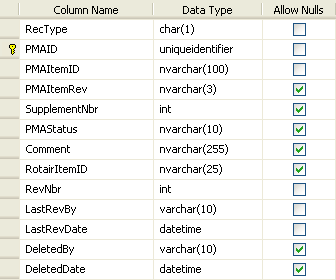 Column Name Data Type Allow Nulls
RecType char(1)
PMAID uniqueidentifier
PMAItemID nvarchar(100)
PMAItemRev nvarchar(3)
SupplementNbr int
PMAStatus nvarchar(10)
Comment nvarchar(255)
RotairItemID nvarchar(25)
RevNbr int
LastRevBy varchar(10)
LastRevDate datetime
DeletedBy varchar(10)
DeletedDate datetime